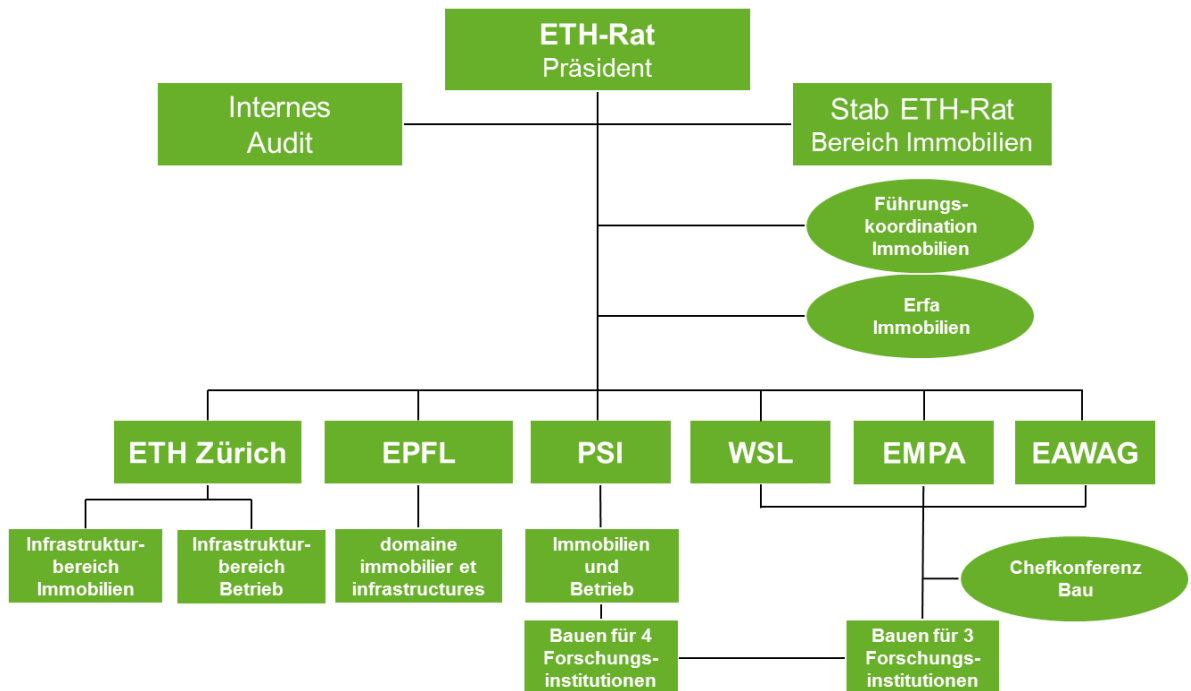 ETH-Rat
Präsident
Internes
Audit
Stab ETH-Rat
Bereich Immobilien
Führungs-
koordination
Immobilien
Erfa
Immobilien
ETH Zürich
EPFL
PSI
WSL
EMPA
EAWAG
Infrastruktur-
bereich
Immobilien
Infrastruktur-
bereich
Betrieb
domaine
immobilier et
infrastructures
Immobilien
und
Betrieb
Chefkonferenz
Bau
Bauen für 4
Forschungs-
institutionen
Bauen für 3
Forschungs-
institutionen